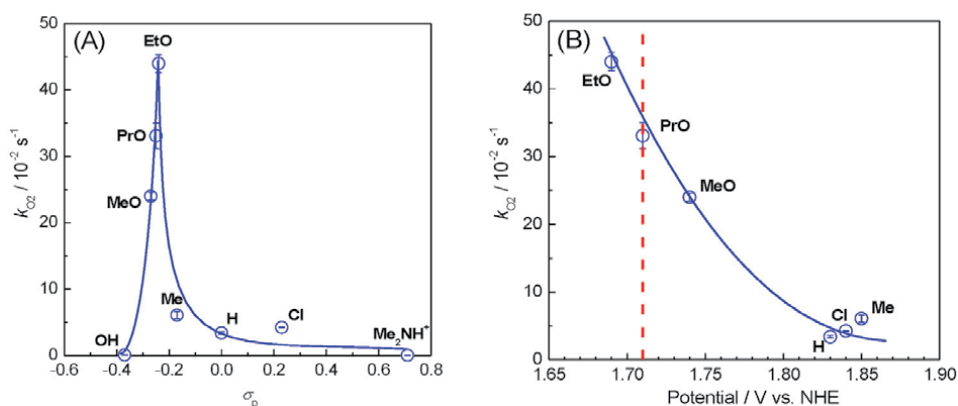 (A)
EtO
PrO
MeO
Me
H
Cl
OH
Me₂NH⁺
50
40
30
20
10
0
k_O2 / 10⁻² s⁻¹
-0.6 -0.4 -0.2 0.0 0.2 0.4 0.6 0.8
σ_p
(B)
EtO
PrO
MeO
Cl
Me
H
50
40
30
20
10
0
k_O2 / 10⁻² s⁻¹
1.65 1.70 1.75 1.80 1.85 1.90
Potential / V vs. NHE